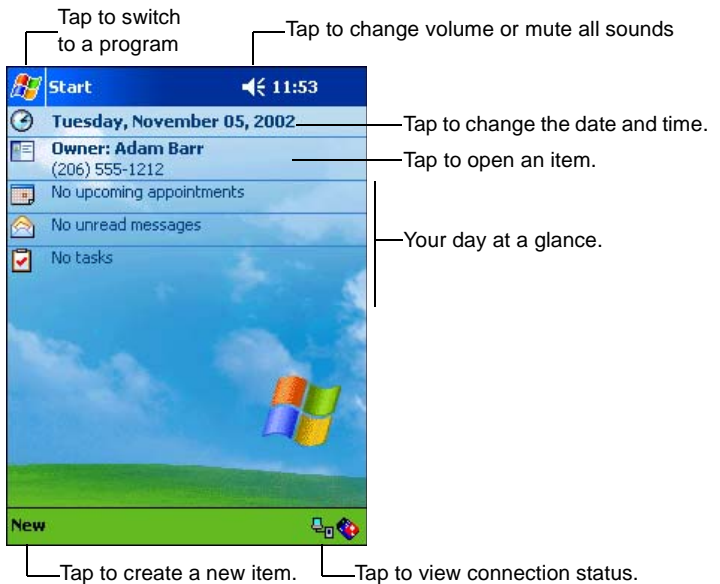 Tap to switch
to a program
Tap to change volume or mute all sounds
Start 11:53
Tuesday, November 05, 2002
Tap to change the date and time.
Owner: Adam Barr
Tap to open an item.
(206) 555-1212
No upcoming appointments
No unread messages
Your day at a glance.
No tasks
New
Tap to create a new item.
Tap to view connection status.